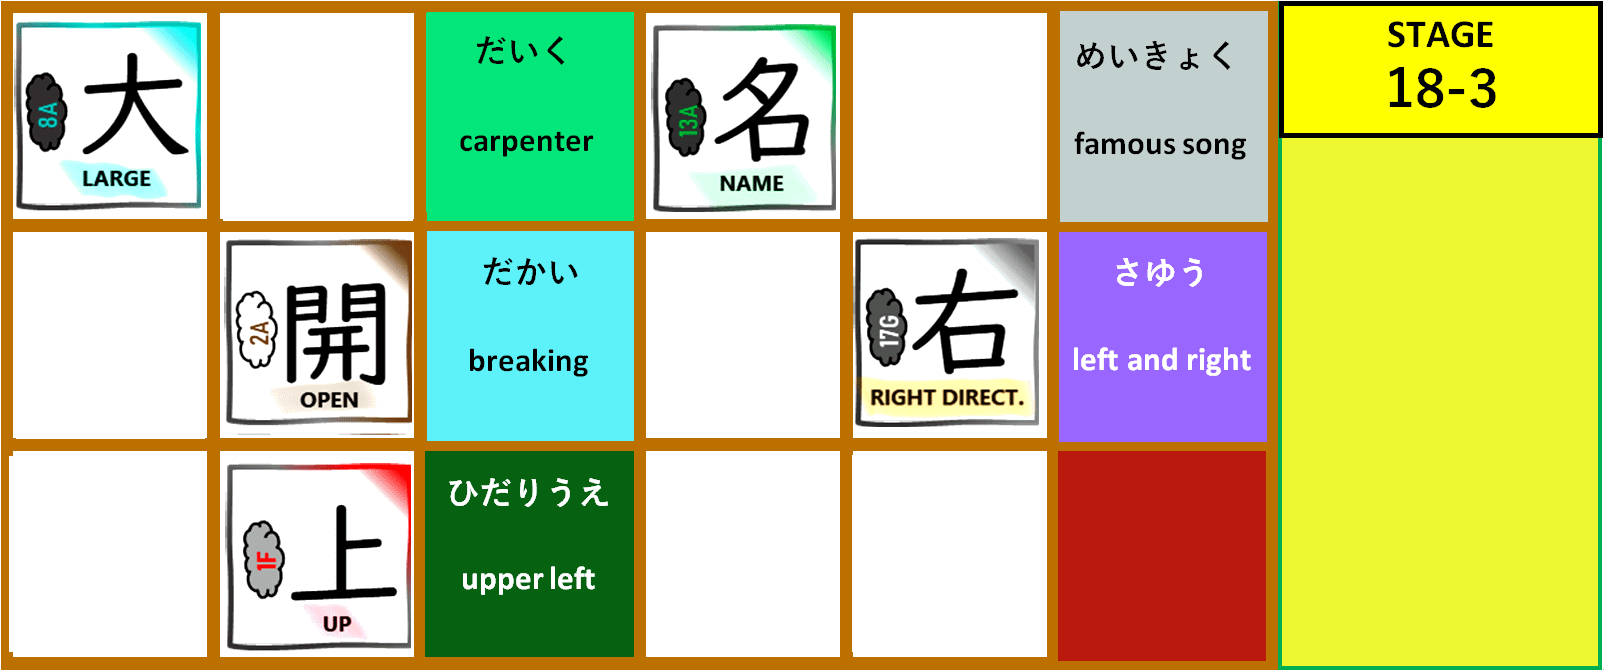 8A
大
LARGE
だいく
carpenter
13A
名
NAME
めいきょく
famous song
STAGE
18-3
2A
開
OPEN
だかい
breaking
17G
右
RIGHT DIRECT.
さゆう
left and right
1F
上
UP
ひだりうえ
upper left